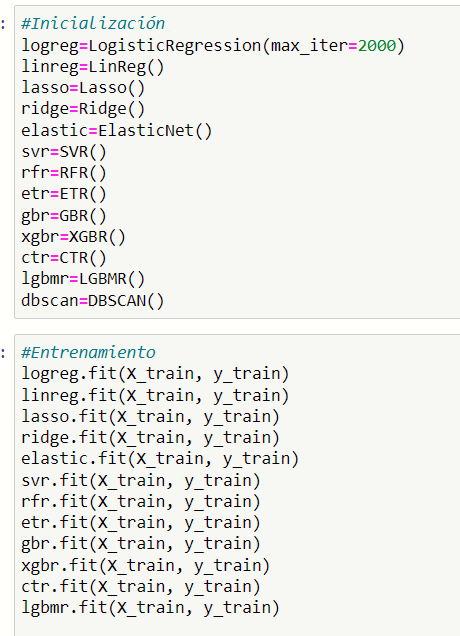 : #Inicialización
logreg=LogisticRegression(max_iter=2000)
linreg=LinReg()
lasso=Lasso()
ridge=Ridge()
elastic=ElasticNet()
svr=SVR()
rfr=RFR()
etr=ETR()
gbr=GBR()
xgbr=XGBR()
ctr=CTR()
lgbmr=LGBMR()
dbscan=DBSCAN()
: #Entrenamiento
logreg.fit(X_train, y_train)
linreg.fit(X_train, y_train)
lasso.fit(X_train, y_train)
ridge.fit(X_train, y_train)
elastic.fit(X_train, y_train)
svr.fit(X_train, y_train)
rfr.fit(X_train, y_train)
etr.fit(X_train, y_train)
gbr.fit(X_train, y_train)
xgbr.fit(X_train, y_train)
ctr.fit(X_train, y_train)
lgbmr.fit(X_train, y_train)